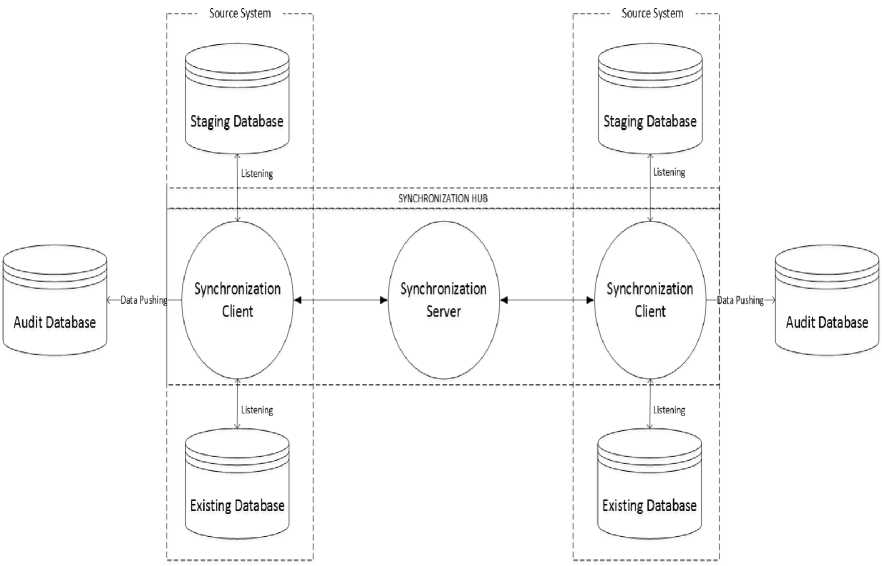 Source System
Source System
Staging Database
Staging Database
Listening
Listening
SYNCHRONIZATION HUB
Synchronization
Client
Synchronization
Server
Synchronization
Client
Audit Database
Data Pushing
Data Pushing
Audit Database
Listening
Listening
Existing Database
Existing Database